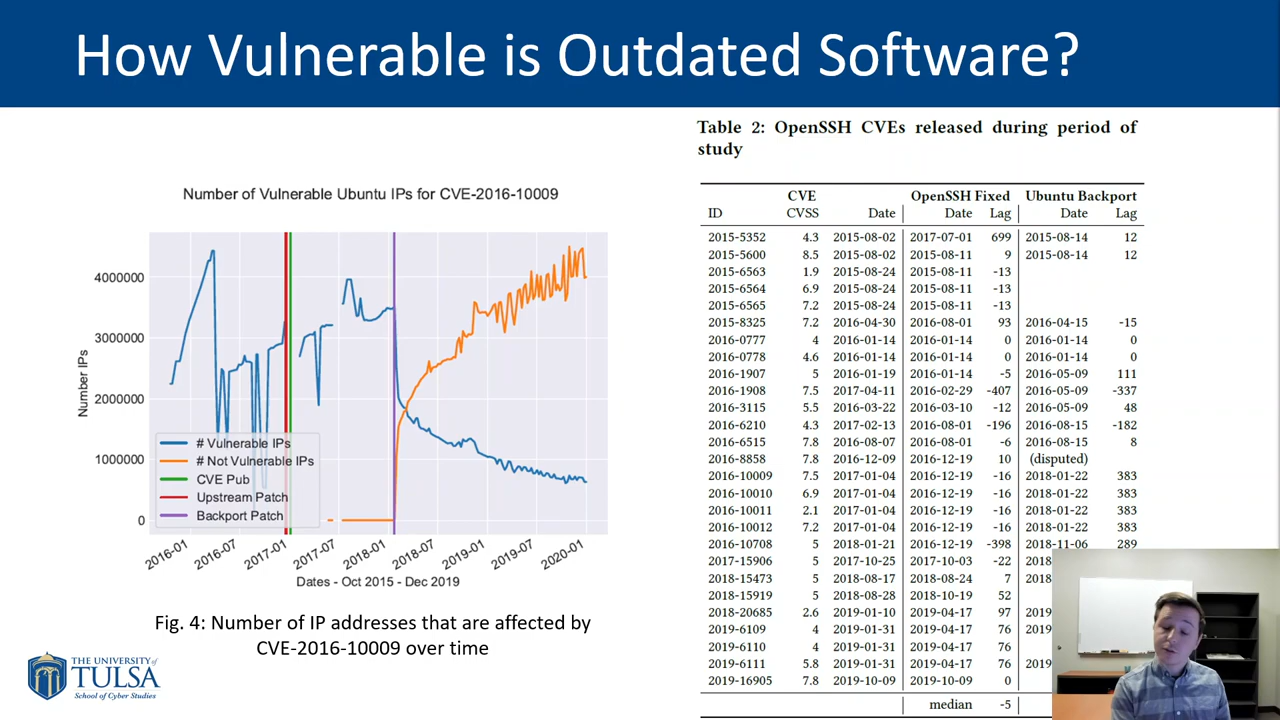 How Vulnerable is Outdated Software?
Number of Vulnerable Ubuntu IPs for CVE-2016-10009
Number IPs
4000000
3000000
2000000
1000000
0
# Vulnerable IPs
# Not Vulnerable IPs
CVE Pub
Upstream Patch
Backport Patch
2016-01 2016-07 2017-01 2017-07 2018-01 2018-07 2019-01 2019-07 2020-01
Dates - Oct 2015 - Dec 2019
Fig. 4: Number of IP addresses that are affected by
CVE-2016-10009 over time
THE UNIVERSITY of
TULSA
School of Cyber Studies
Table 2: OpenSSH CVEs released during period of
study
CVE OpenSSH Fixed Ubuntu Backport
ID CVSS Date Date Lag Date Lag
2015-5352 4.3 2015-08-02 2017-07-01 699 2015-08-14 12
2015-5600 8.5 2015-08-02 2015-08-11 9 2015-08-14 12
2015-6563 1.9 2015-08-24 2015-08-11 -13
2015-6564 6.9 2015-08-24 2015-08-11 -13
2015-6565 7.2 2015-08-24 2015-08-11 -13
2015-8325 7.2 2016-04-30 2016-08-01 93 2016-04-15 -15
2016-0777 4 2016-01-14 2016-01-14 0 2016-01-14 0
2016-0778 4.6 2016-01-14 2016-01-14 0 2016-01-14 0
2016-1907 5 2016-01-19 2016-01-14 -5 2016-05-09 111
2016-1908 7.5 2017-04-11 2016-02-29 -407 2016-05-09 -337
2016-3115 5.5 2016-03-22 2016-03-10 -12 2016-05-09 48
2016-6210 4.3 2017-02-13 2016-08-01 -196 2016-08-15 -182
2016-6515 7.8 2016-08-07 2016-08-01 -6 2016-08-15 8
2016-8858 7.8 2016-12-09 2016-12-19 10 (disputed)
2016-10009 7.5 2017-01-04 2016-12-19 -16 2018-01-22 383
2016-10010 6.9 2017-01-04 2016-12-19 -16 2018-01-22 383
2016-10011 2.1 2017-01-04 2016-12-19 -16 2018-01-22 383
2016-10012 7.2 2017-01-04 2016-12-19 -16 2018-01-22 383
2016-10708 5 2018-01-21 2016-12-19 -398 2018-11-06 289
2017-15906 5 2017-10-25 2017-10-03 -22 2018
2018-15473 5 2018-08-17 2018-08-24 7 2018
2018-15919 5 2018-08-28 2018-10-19 52
2018-20685 2.6 2019-01-10 2019-04-17 97 2019
2019-6109 4 2019-01-31 2019-04-17 76 2019
2019-6110 4 2019-01-31 2019-04-17 76
2019-6111 5.8 2019-01-31 2019-04-17 76 2019
2019-16905 7.8 2019-10-09 2019-10-09 0
median -5